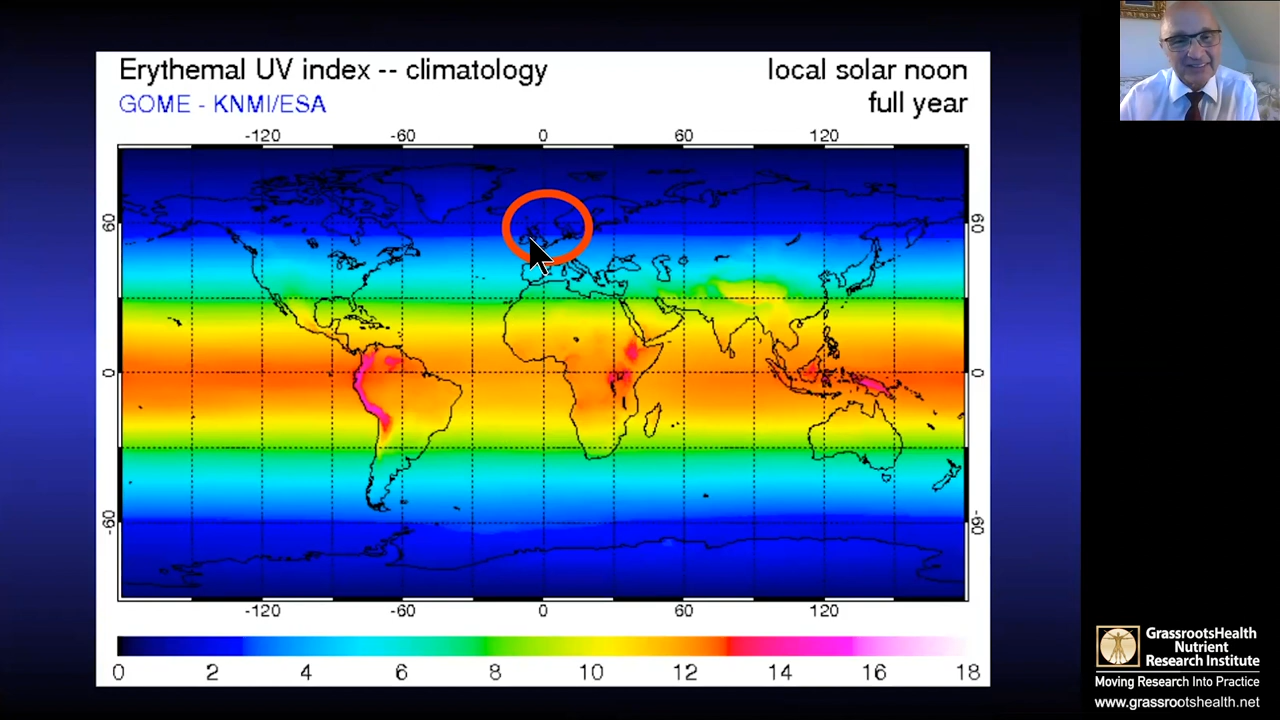 Erythemal UV index -- climatology
local solar noon
GOME - KNMI/ESA
full year
-120 -60 0 60 120
60
60
0
0
-60
-60
-120 -60 0 60 120
0 2 4 6 8 10 12 14 16 18
GrassrootsHealth
Nutrient
Research Institute
Moving Research Into Practice
www.grassrootshealth.net